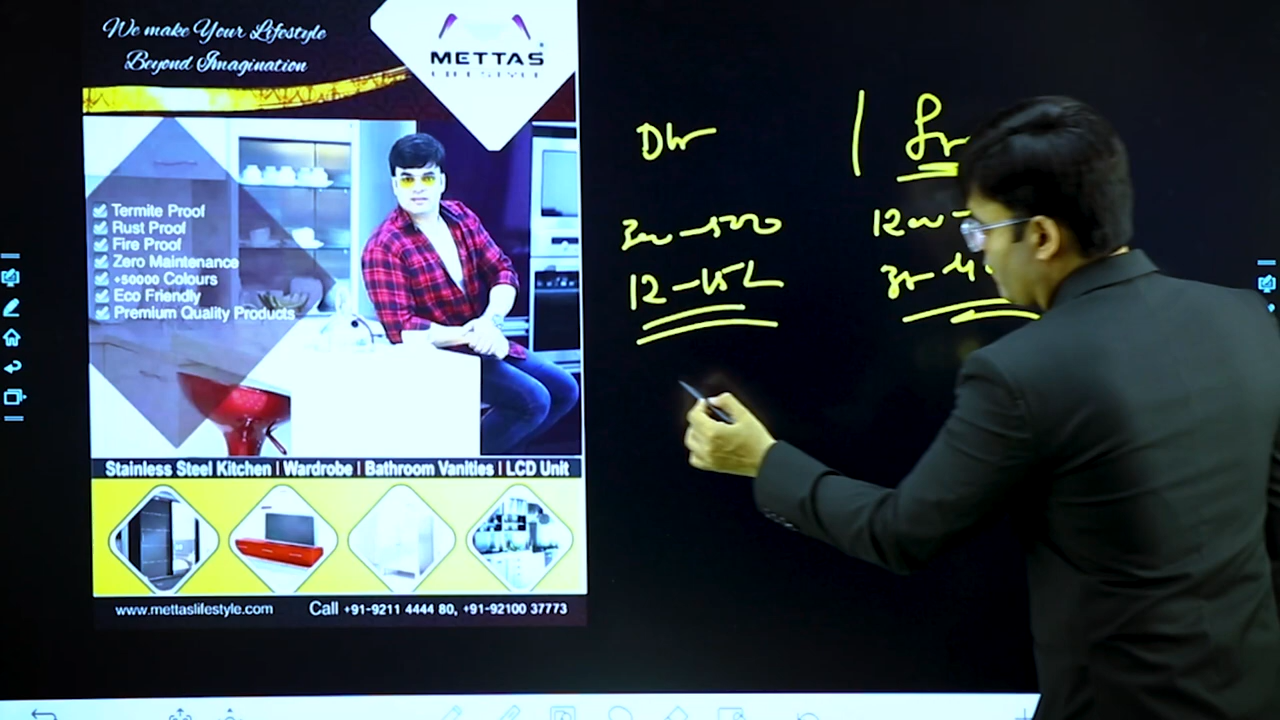 We make Your Lifestyle
Beyond Imagination
METTAS
LIFESTYLE
Termite Proof
Rust Proof
Fire Proof
Zero Maintenance
+50000 Colours
Eco Friendly
Premium Quality Products
Stainless Steel Kitchen | Wardrobe | Bathroom Vanities | LCD Unit
www.mettaslifestyle.com Call +91-9211 4444 80, +91-92100 37773
12-15L